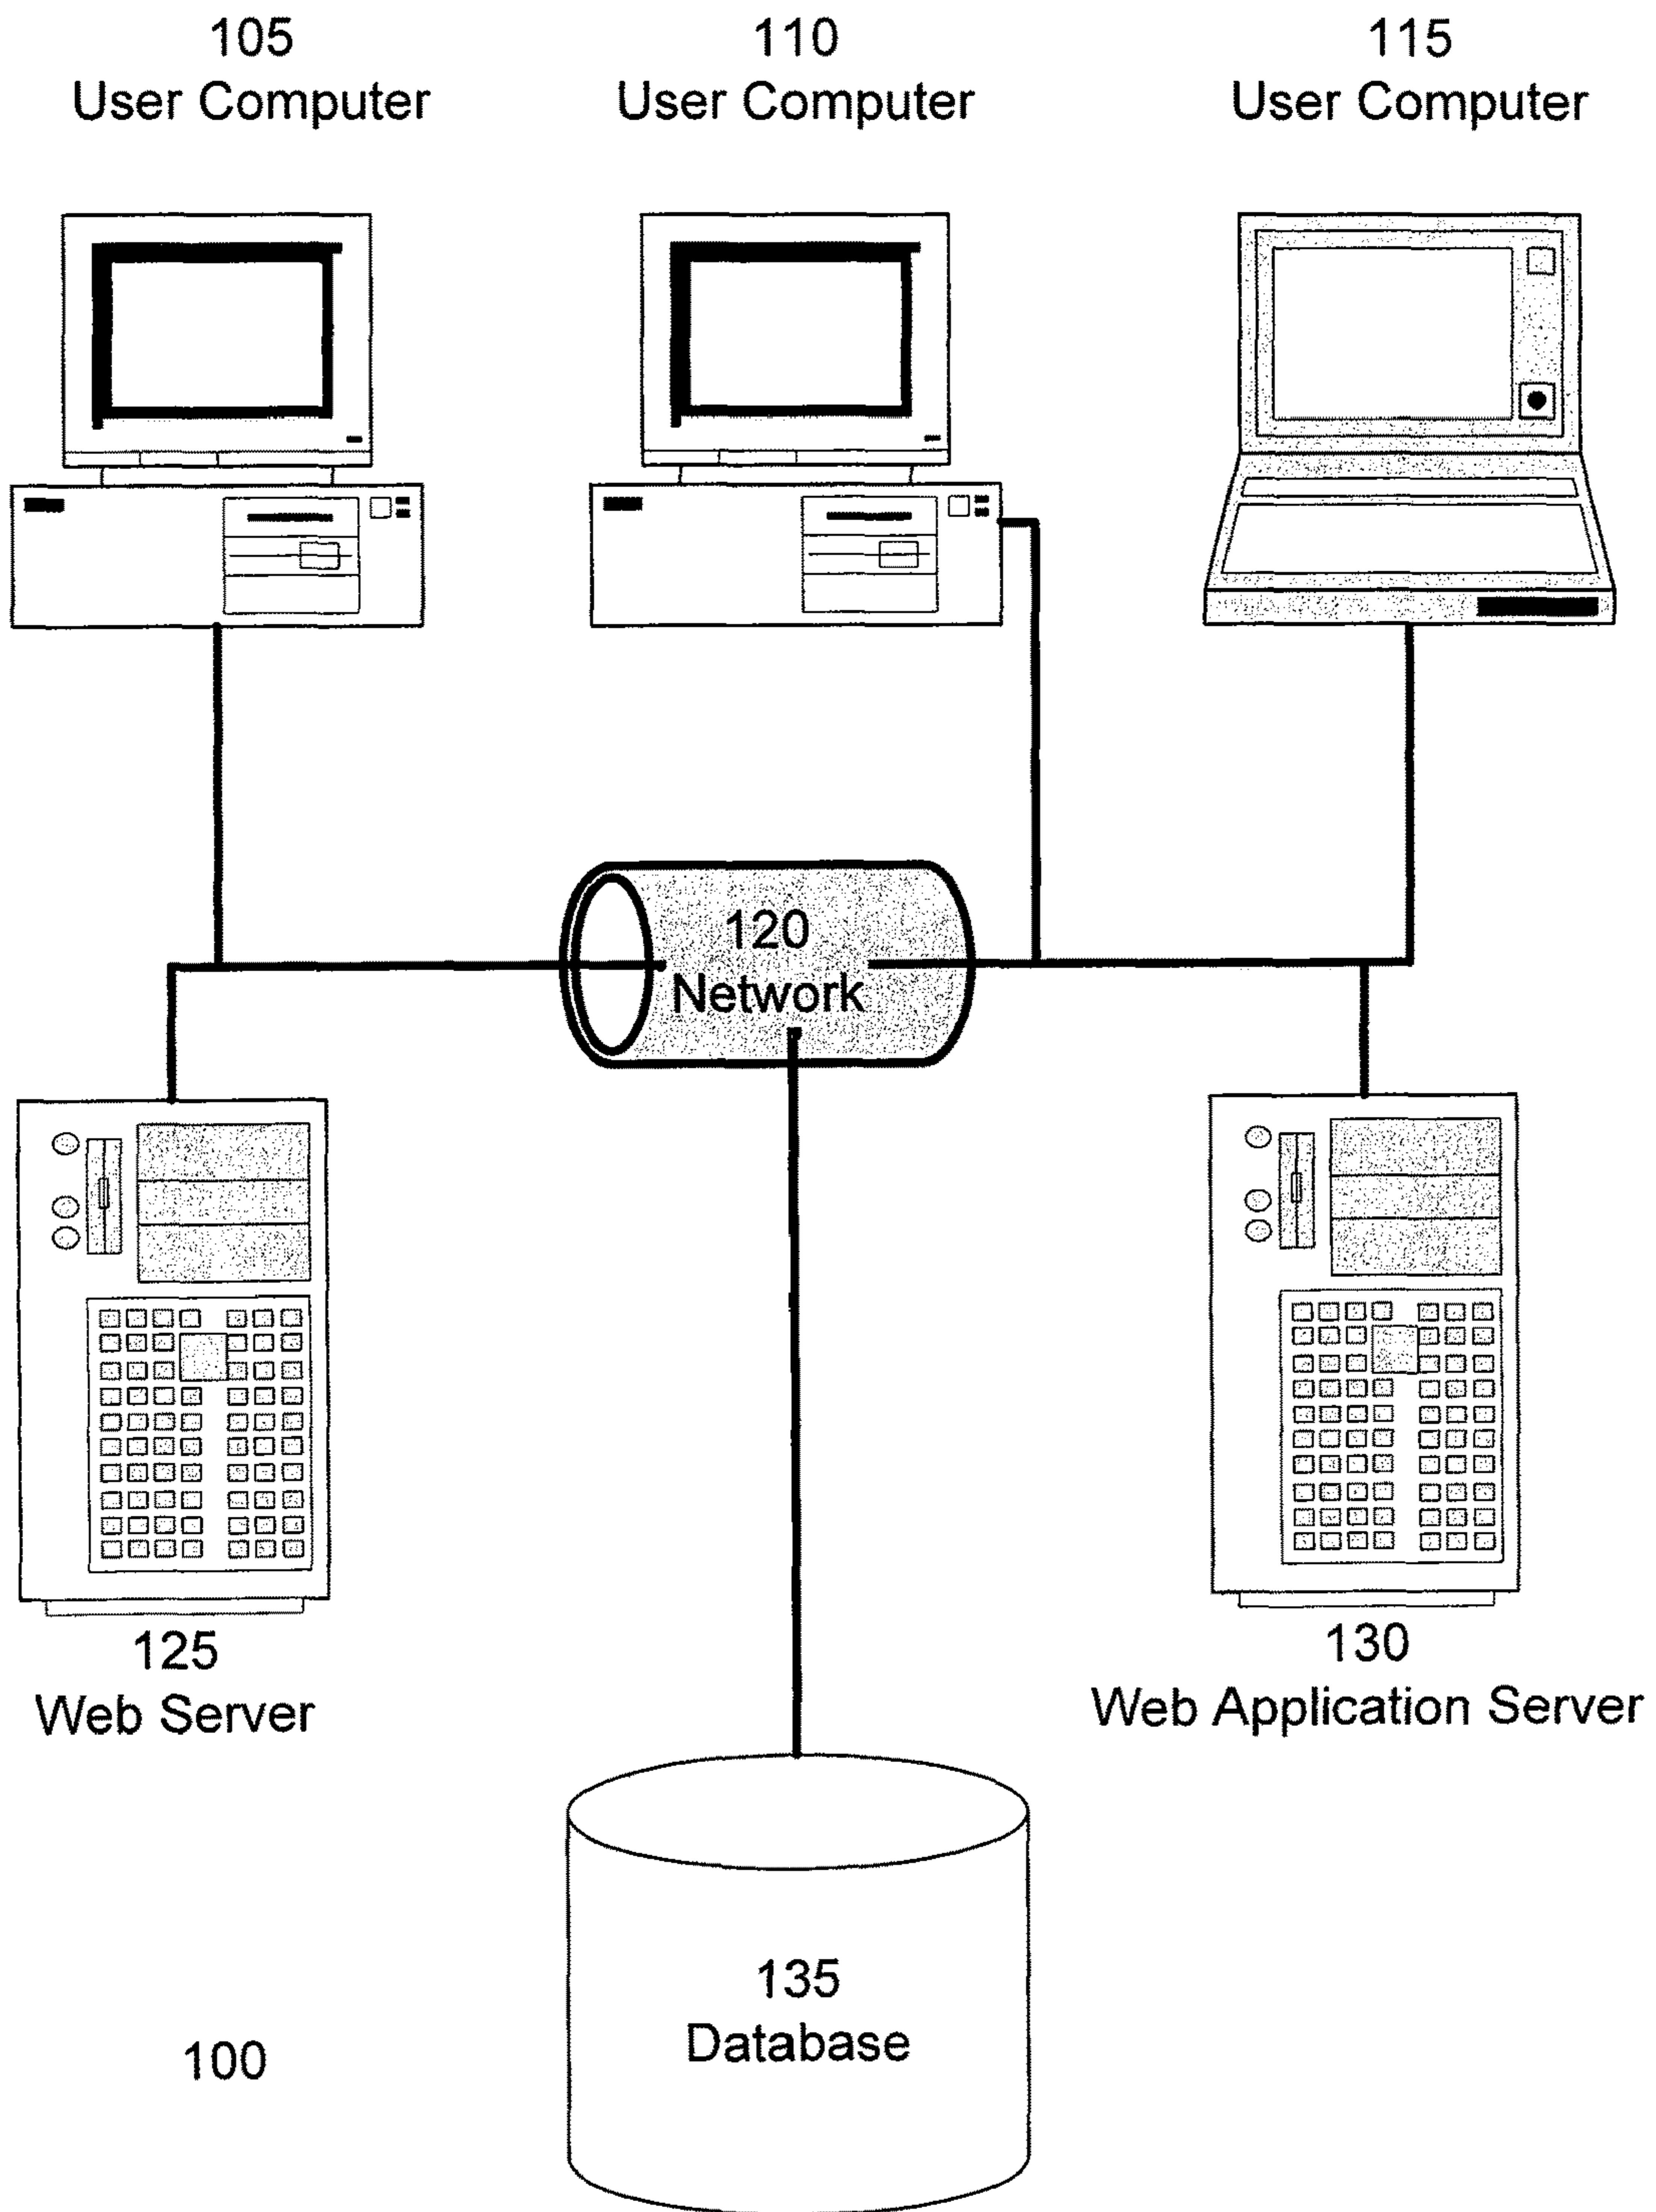 105
User Computer
110
User Computer
115
User Computer
120
Network
125
Web Server
130
Web Application Server
135
Database
100